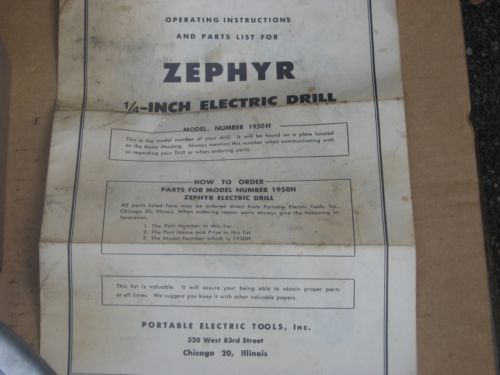 OPERATING INSTRUCTIONS
AND PARTS LIST FOR
ZEPHYR
1/4-INCH ELECTRIC DRILL
MODEL NUMBER 1950H
This is the model number of your drill. It will be found on a plate located
on the Motor Housing. Always mention this number when communicating with
us regarding your Drill or when ordering parts.
HOW TO ORDER
PARTS FOR MODEL NUMBER 1950H
ZEPHYR ELECTRIC DRILL
All parts listed here may be ordered direct from Portable Electric Tools, Inc.,
Chicago 20, Illinois. When ordering repair parts always give the following in-
formation.
1. The Part Number in this list.
2. The Part Name and Price in this list
3. The Model Number which is 1950H
This list is valuable. It will assure your being able to obtain proper parts
at all times. We suggest you keep it with other valuable papers.
PORTABLE ELECTRIC TOOLS, Inc.
320 West 83rd Street
Chicago 20, Illinois